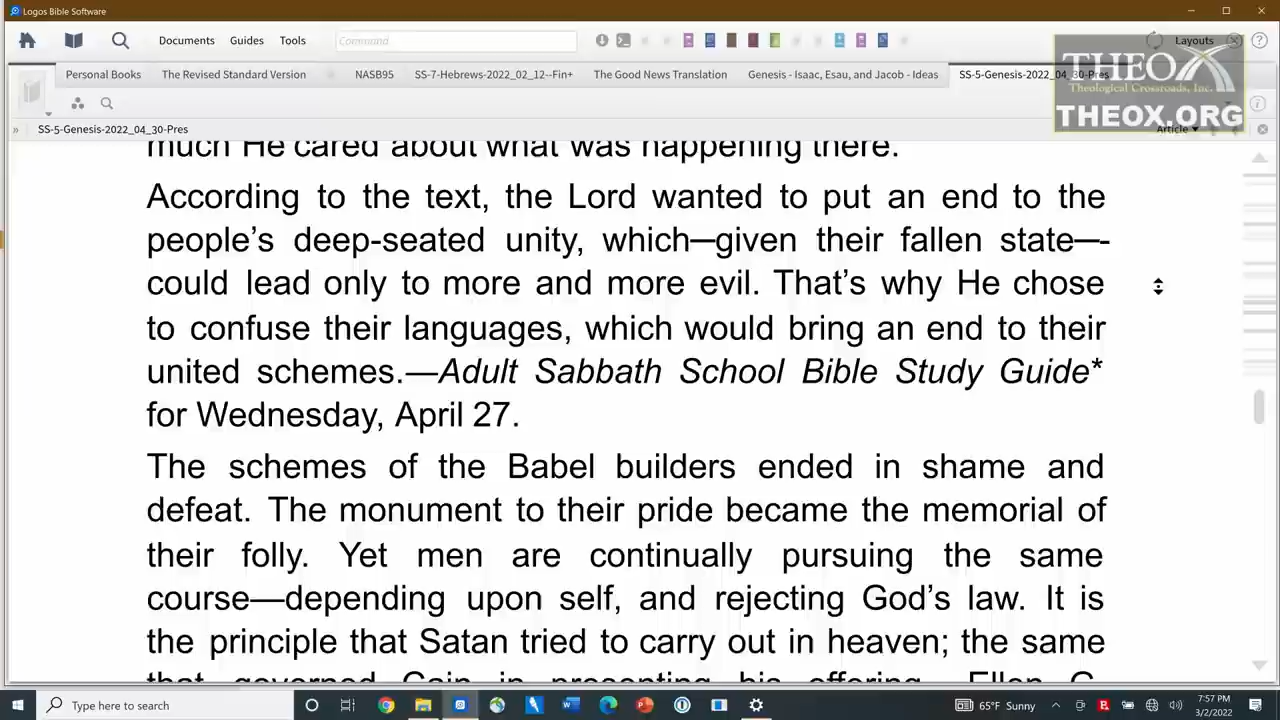 Logos Bible Software
Documents Guides Tools Command Layouts
THEOX
Theological Crossroads, Inc.
THEOX.ORG
Personal Books The Revised Standard Version NASB95 SS-7-Hebrews-2022_02_12--Fin+ The Good News Translation Genesis - Isaac, Esau, and Jacob - Ideas SS-5-Genesis-2022_04_30-Pres
SS-5-Genesis-2022_04_30-Pres Article
much He cared about what was happening there.
According to the text, the Lord wanted to put an end to the
people’s deep-seated unity, which—given their fallen state—-
could lead only to more and more evil. That’s why He chose
to confuse their languages, which would bring an end to their
united schemes.—Adult Sabbath School Bible Study Guide*
for Wednesday, April 27.
The schemes of the Babel builders ended in shame and
defeat. The monument to their pride became the memorial of
their folly. Yet men are continually pursuing the same
course—depending upon self, and rejecting God’s law. It is
the principle that Satan tried to carry out in heaven; the same
that governed Cain in presenting his offering. Ellen G.
Type here to search
65°F Sunny
7:57 PM
3/2/2022